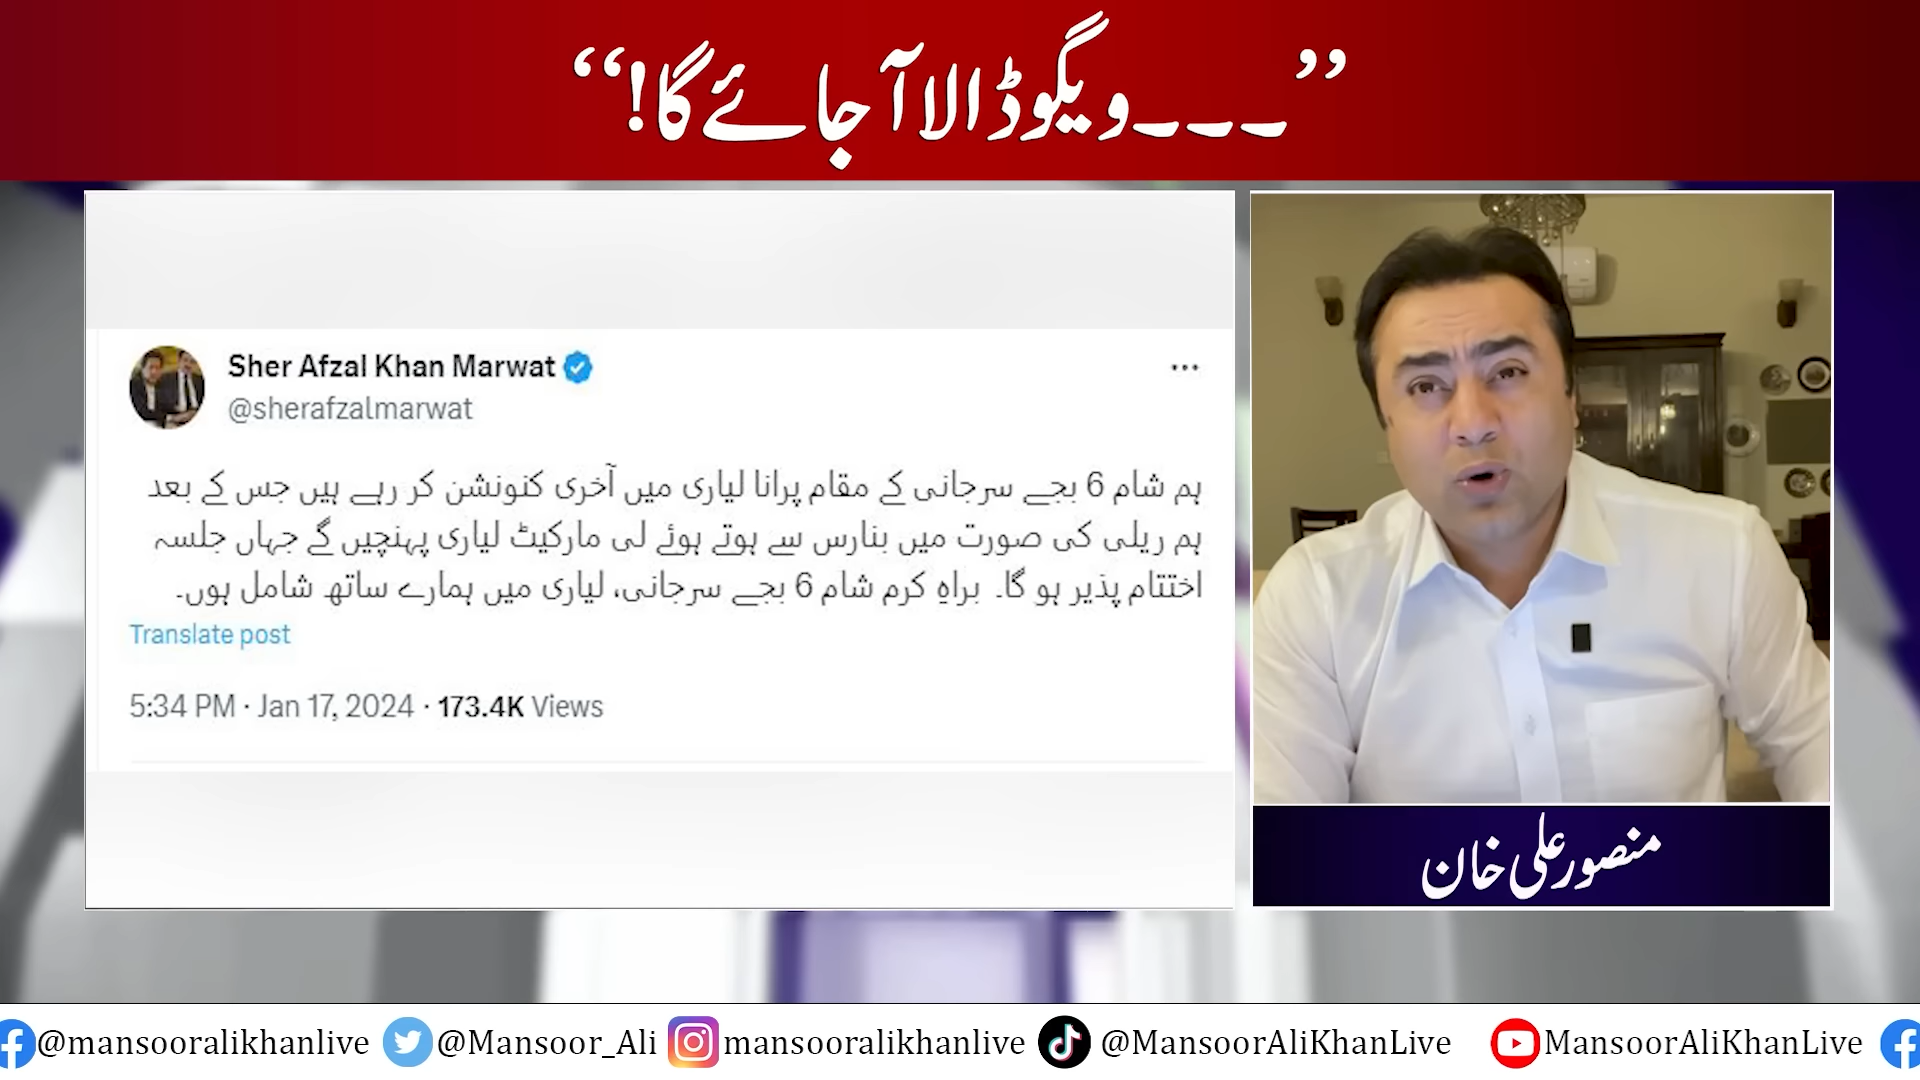 ”۔۔۔ویگو ڈالا آ جائے گا!“
Sher Afzal Khan Marwat
@sherafzalmarwat
ہم شام 6 بجے سرجانی کے مقام پرانا لیاری میں آخری کنونشن کر رہے ہیں جس کے بعد
ہم ریلی کی صورت میں بنارس سے ہوتے ہوئے لی مارکیٹ لیاری پہنچیں گے جہاں جلسہ
اختتام پذیر ہو گا۔ براہِ کرم شام 6 بجے سرجانی، لیاری میں ہمارے ساتھ شامل ہوں۔
Translate post
5:34 PM · Jan 17, 2024 · 173.4K Views
منصور علی خان
@mansooralikhanlive @Mansoor_Ali mansooralikhanlive @MansoorAliKhanLive MansoorAliKhanLive